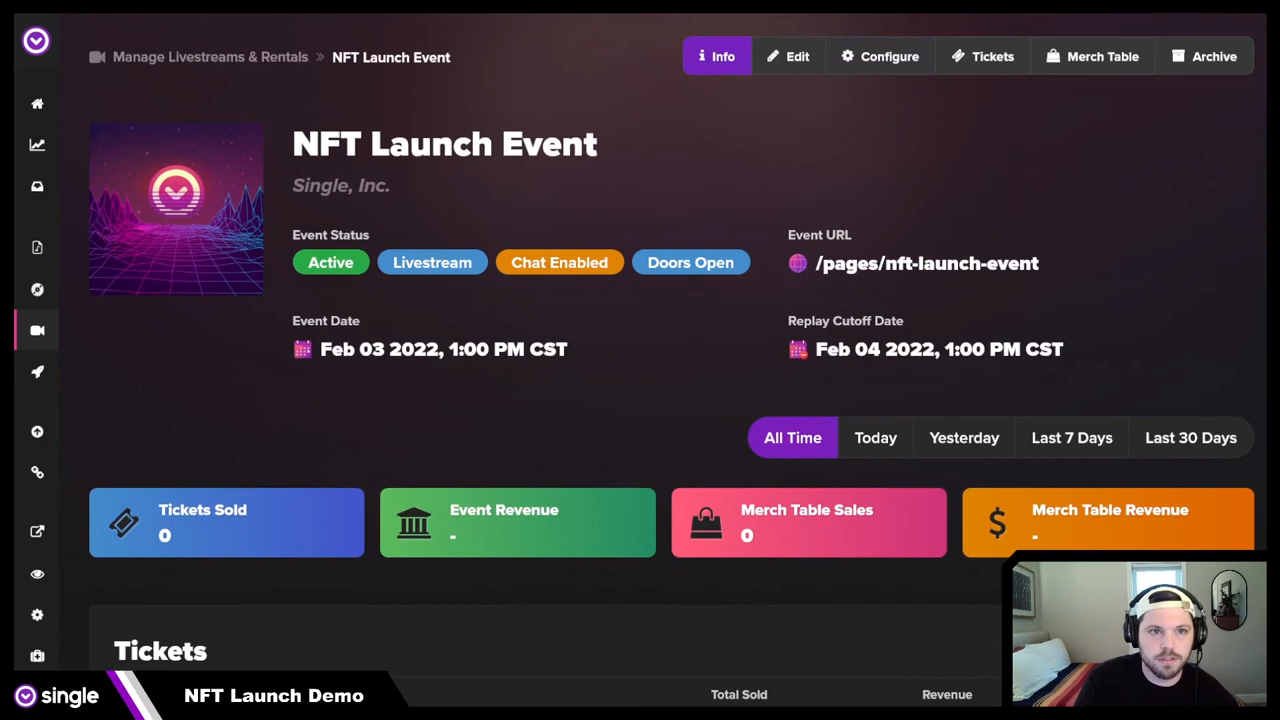 Manage Livestreams & Rentals » NFT Launch Event
Info
Edit
Configure
Tickets
Merch Table
Archive
NFT Launch Event
Single, Inc.
Event Status
Active
Livestream
Chat Enabled
Doors Open
Event URL
/pages/nft-launch-event
Event Date
Feb 03 2022, 1:00 PM CST
Replay Cutoff Date
Feb 04 2022, 1:00 PM CST
All Time
Today
Yesterday
Last 7 Days
Last 30 Days
Tickets Sold
0
Event Revenue
-
Merch Table Sales
0
Merch Table Revenue
-
Tickets
Total Sold
Revenue
single
NFT Launch Demo